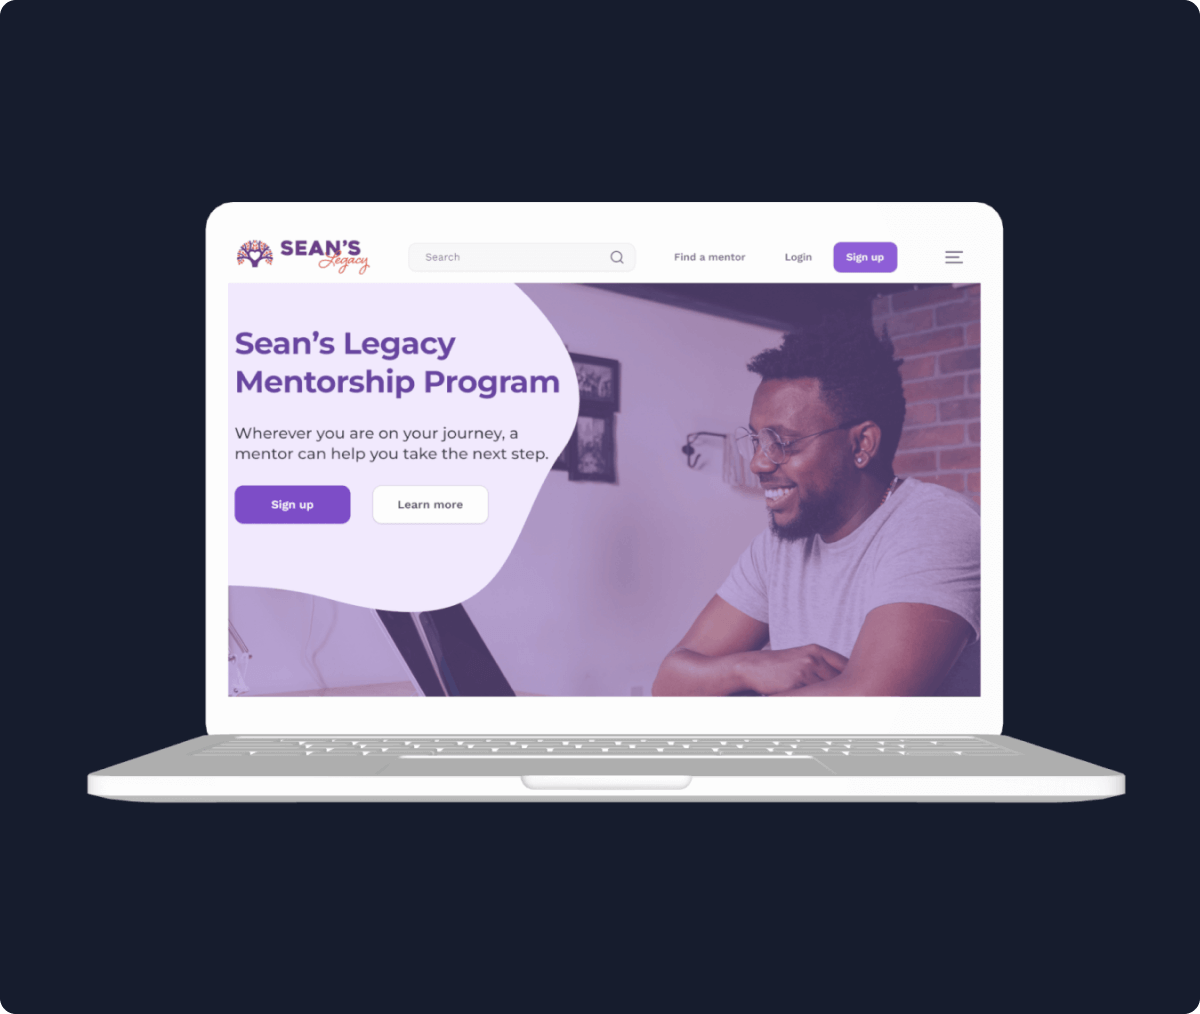 SEAN'S
Legacy
Search
Find a mentor
Login
Sign up
Sean's Legacy
Mentorship Program
Wherever you are on your journey, a
mentor can help you take the next step.
Sign up
Learn more